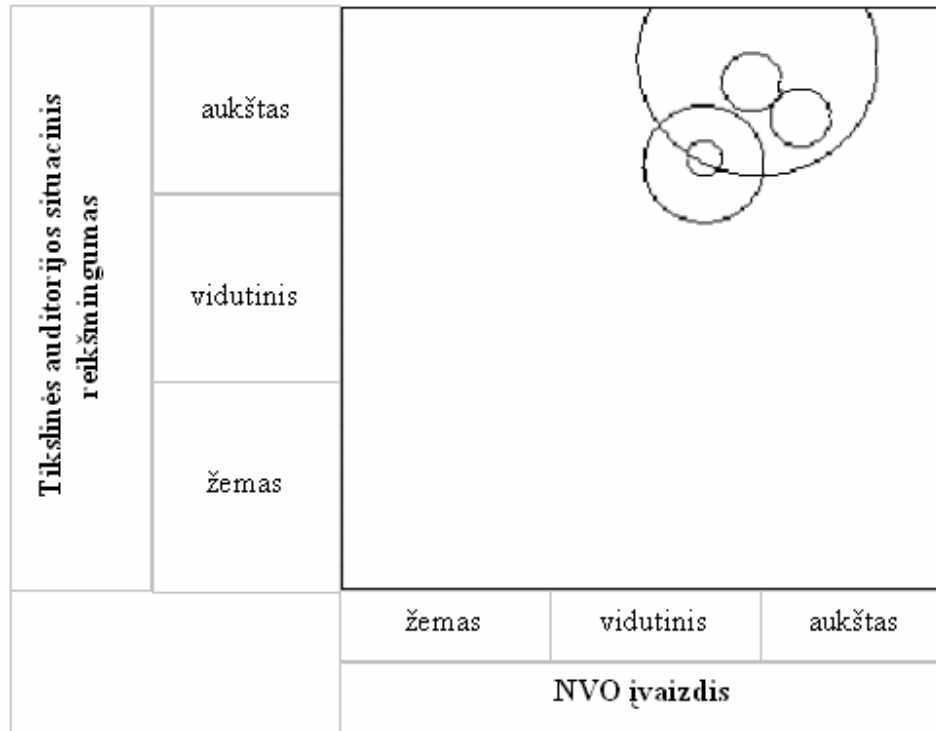 Tikslinės auditorijos situacinis
reikšmingumas
aukštas
vidutinis
žemas
žemas
vidutinis
aukštas
NVO įvaizdis